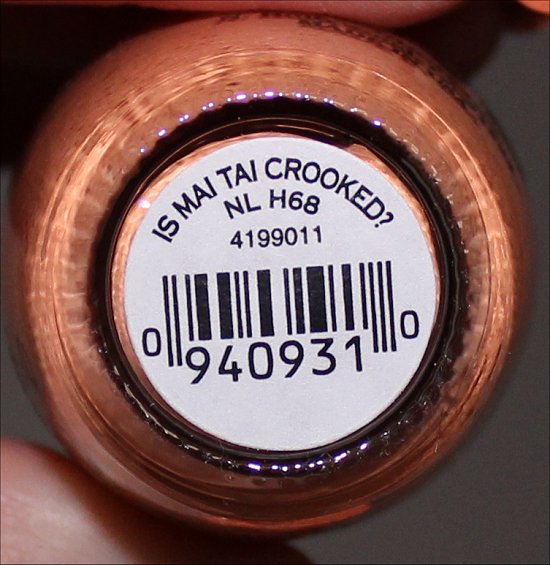 IS MAI TAI CROOKED?
NL H68
4199011
0 940931 0